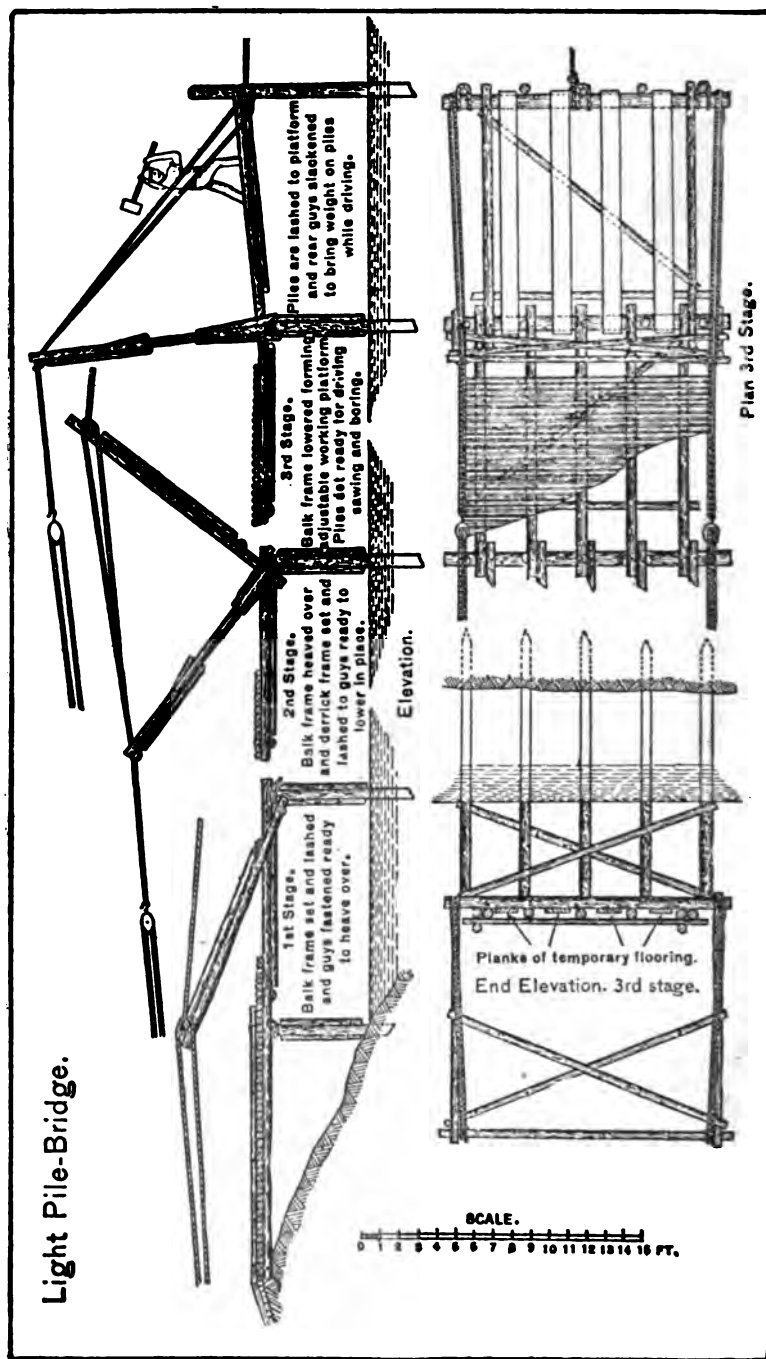 Light Pile-Bridge.
1st Stage.
Balk frame set and lashed
and guys fastened ready
to heave over.
2nd Stage.
Balk frame heaved over
and derrick frame set and
lashed to guys ready to
lower in place.
3rd Stage.
Balk frame lowered forming
adjustable working platform
Piles set ready for driving
sawing and boring.
Piles are lashed to platform
and rear guys slackened
to bring weight on piles
while driving.
Elevation.
SCALE.
0 1 2 3 4 5 6 7 8 9 10 11 12 13 14 15 FT.
Planks of temporary flooring.
End Elevation. 3rd stage.
Plan 3rd Stage.